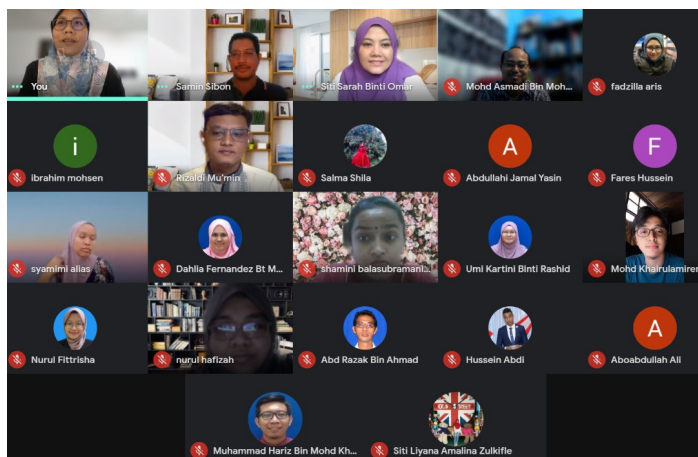 You
Samin Sibon
Siti Sarah Binti Omar
Mohd Asmadi Bin Moh...
fadzilla aris
i
ibrahim mohsen
Rizaldi Mu'min
Salma Shila
A
Abdullahi Jamal Yasin
F
Fares Hussein
syamimi alias
Dahlia Fernandez Bt M...
shamini balasubramani...
Umi Kartini Binti Rashid
Mohd Khairulamiren
Nurul Fittrisha
nurul hafizah
Abd Razak Bin Ahmad
Hussein Abdi
A
Aboabdullah Ali
Muhammad Hariz Bin Mohd Kh...
Siti Liyana Amalina Zulkifle